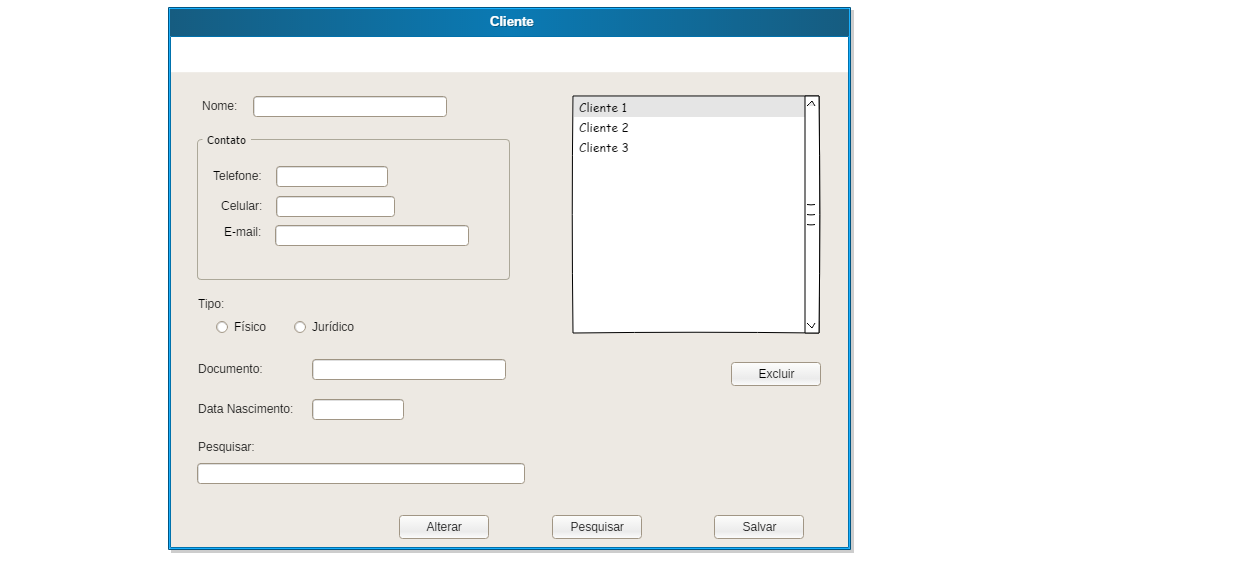 Cliente
Nome:
Contato
Telefone:
Celular:
E-mail:
Tipo:
Físico
Jurídico
Documento:
Data Nascimento:
Pesquisar:
Cliente 1
Cliente 2
Cliente 3
Excluir
Alterar
Pesquisar
Salvar